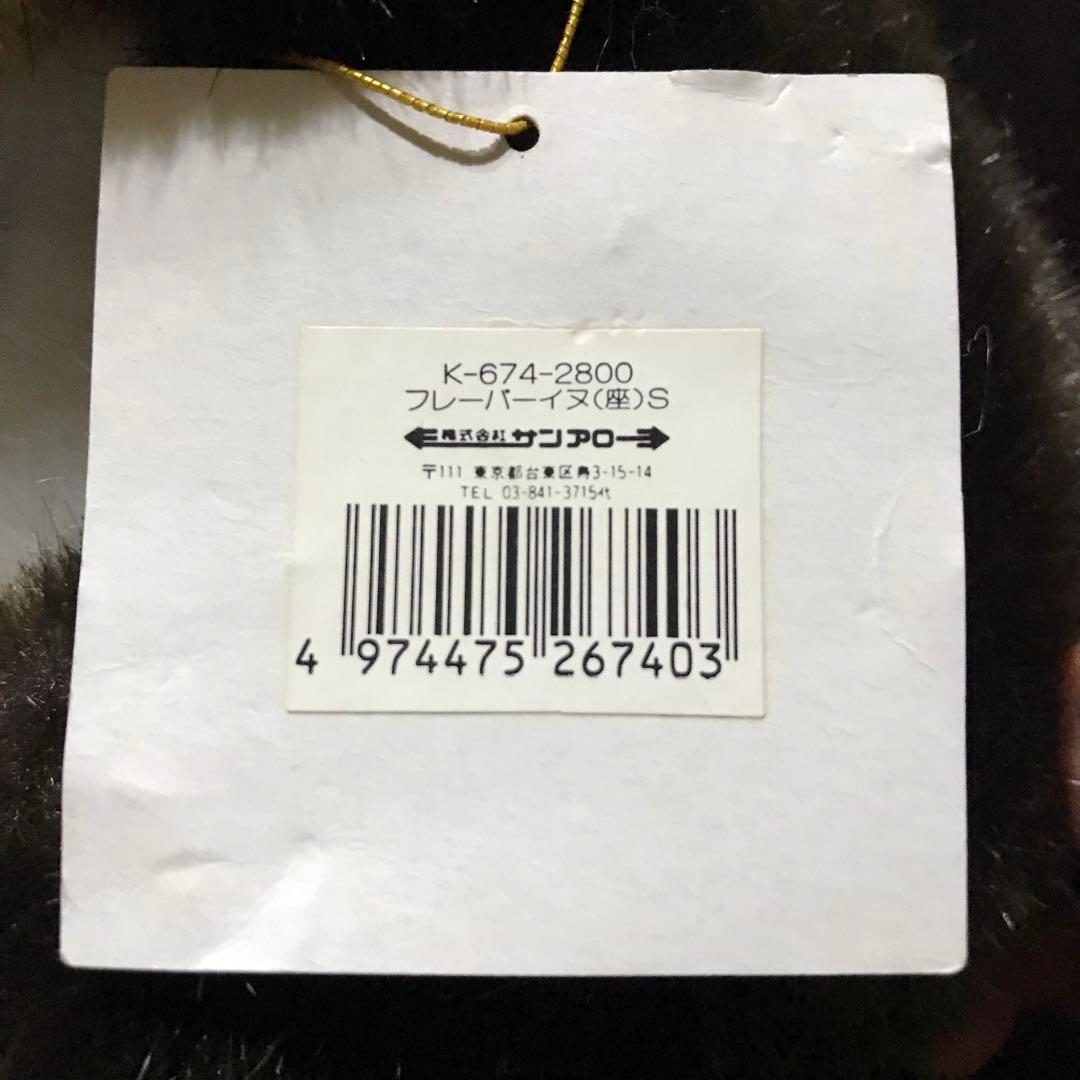 K-674-2800
フレーバーイヌ(座)S
株式会社 サンアロー
〒111 東京都台東区寿3-15-14
TEL 03-841-3715代
4 974475 267403